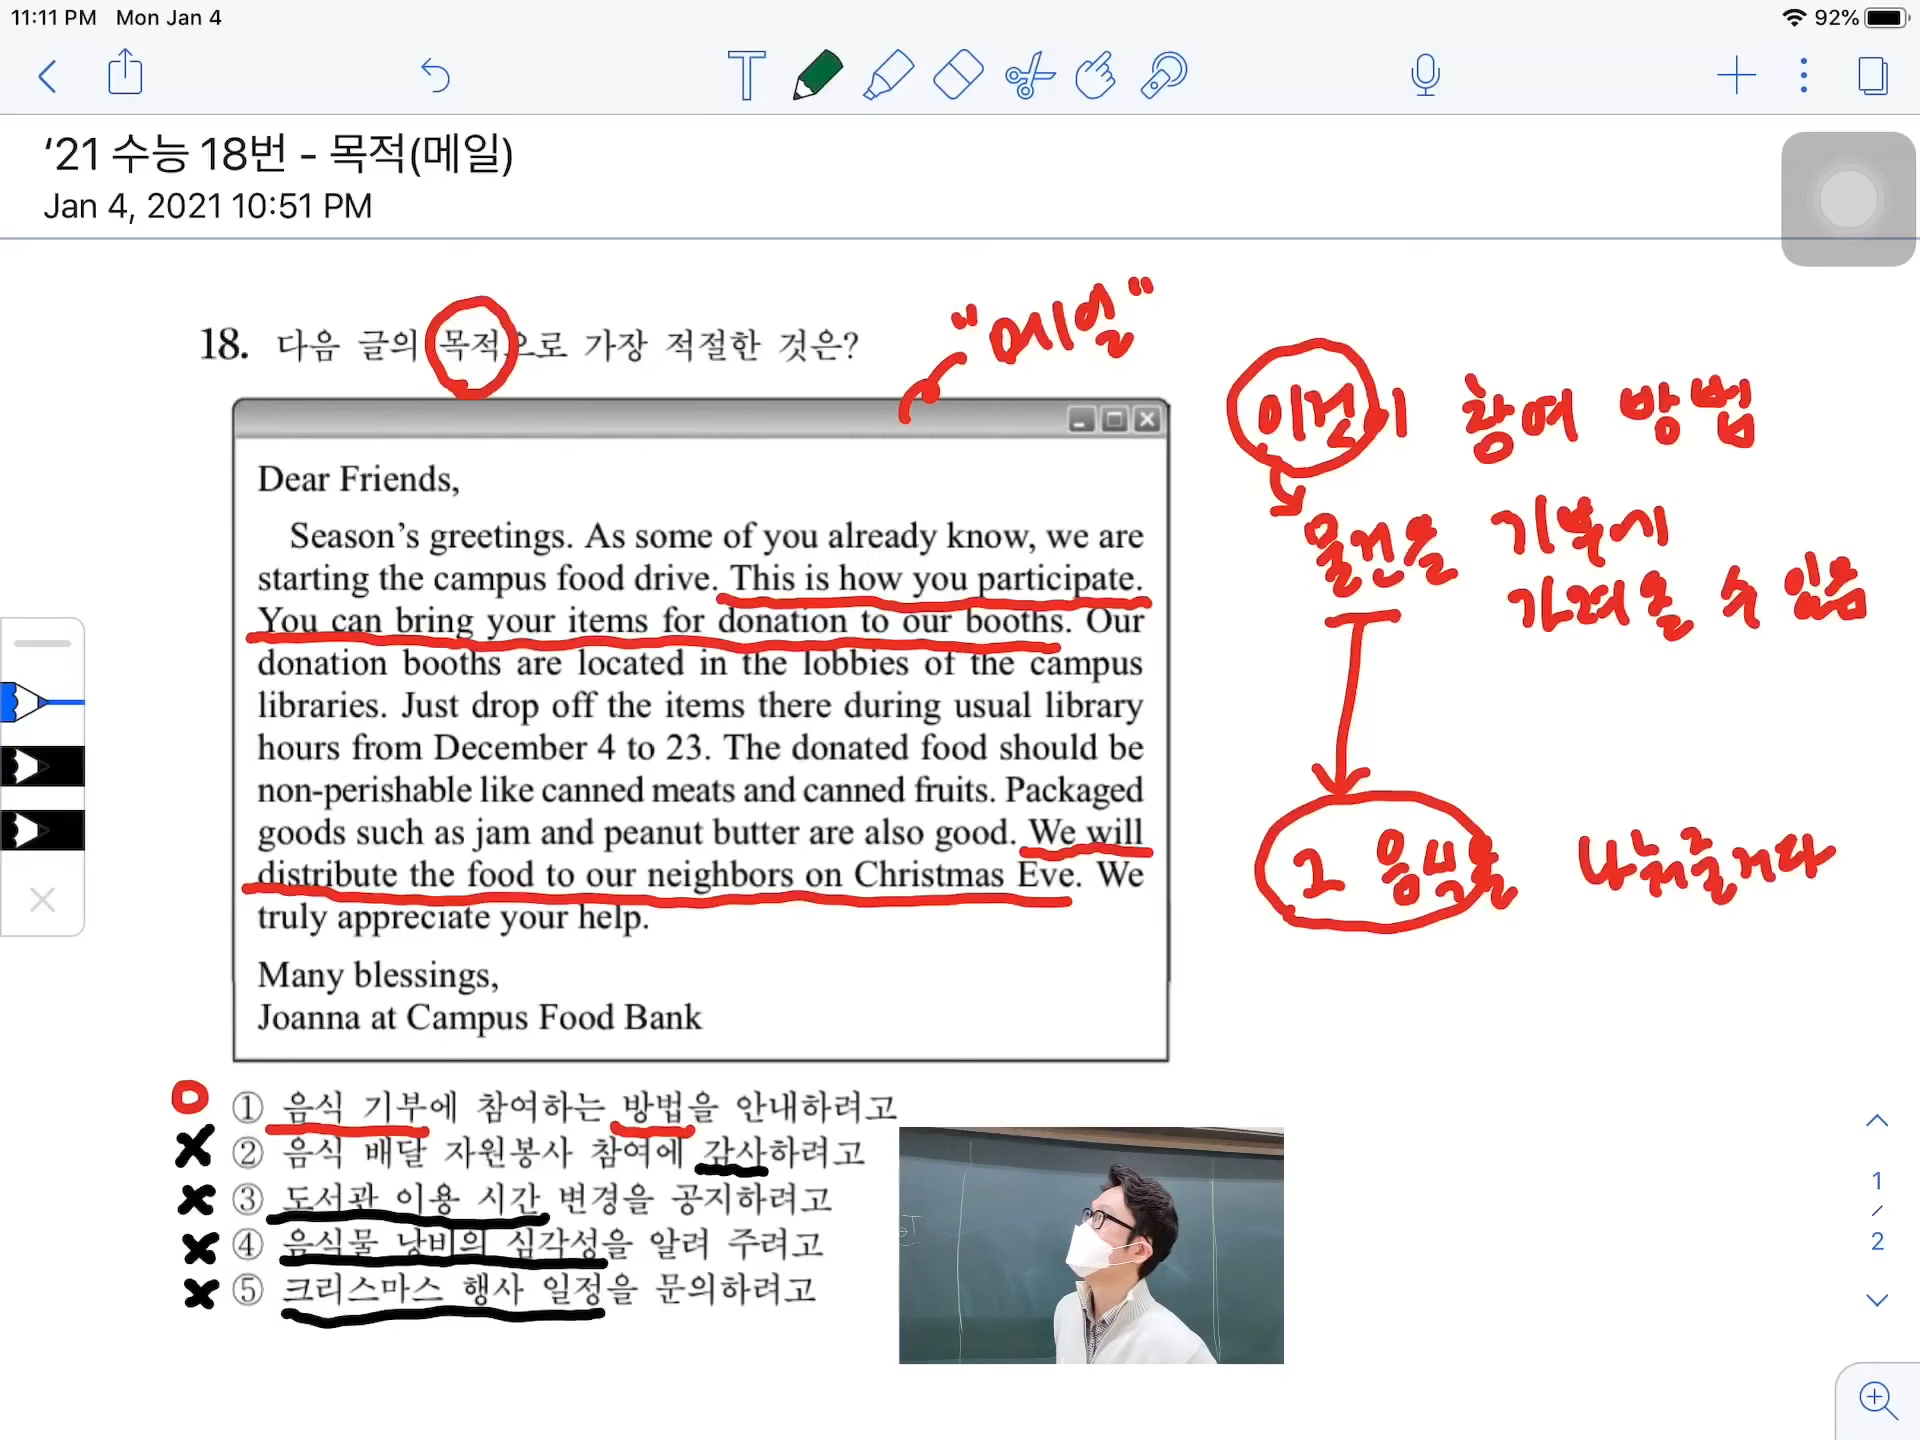 11:11 PM Mon Jan 4
92%
‘21 수능 18번 - 목적(메일)
Jan 4, 2021 10:51 PM
18. 다음 글의 목적으로 가장 적절한 것은?
"메일"
Dear Friends,
Season’s greetings. As some of you already know, we are
starting the campus food drive. This is how you participate.
You can bring your items for donation to our booths. Our
donation booths are located in the lobbies of the campus
libraries. Just drop off the items there during usual library
hours from December 4 to 23. The donated food should be
non-perishable like canned meats and canned fruits. Packaged
goods such as jam and peanut butter are also good. We will
distribute the food to our neighbors on Christmas Eve. We
truly appreciate your help.
Many blessings,
Joanna at Campus Food Bank
이것이 참여 방법
물건을 기부에
가져올 수 있음
그 음식을 나눠줄거다
① 음식 기부에 참여하는 방법을 안내하려고
② 음식 배달 자원봉사 참여에 감사하려고
③ 도서관 이용 시간 변경을 공지하려고
④ 음식물 낭비의 심각성을 알려 주려고
⑤ 크리스마스 행사 일정을 문의하려고
1
/
2